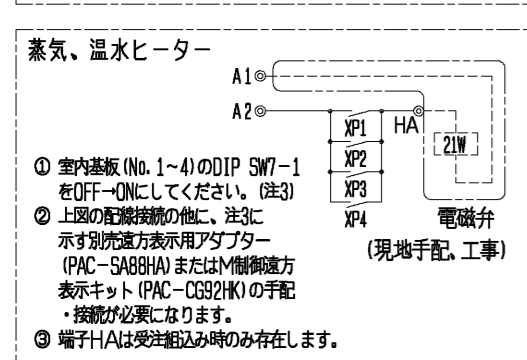 蒸気、温水ヒーター
A1
A2
XP1
HA
21W
XP2
XP3
XP4
電磁弁
(現地手配、工事)
① 室内基板(No.1~4)のDIP SW7-1
をOFF→ONにしてください。(注3)
② 上図の配線接続の他に、注3に
示す別売遠方表示用アダプター
(PAC-SA88HA)またはM制御遠方
表示キット(PAC-CG92HK)の手配
・接続が必要になります。
③ 端子HAは受注組込み時のみ存在します。